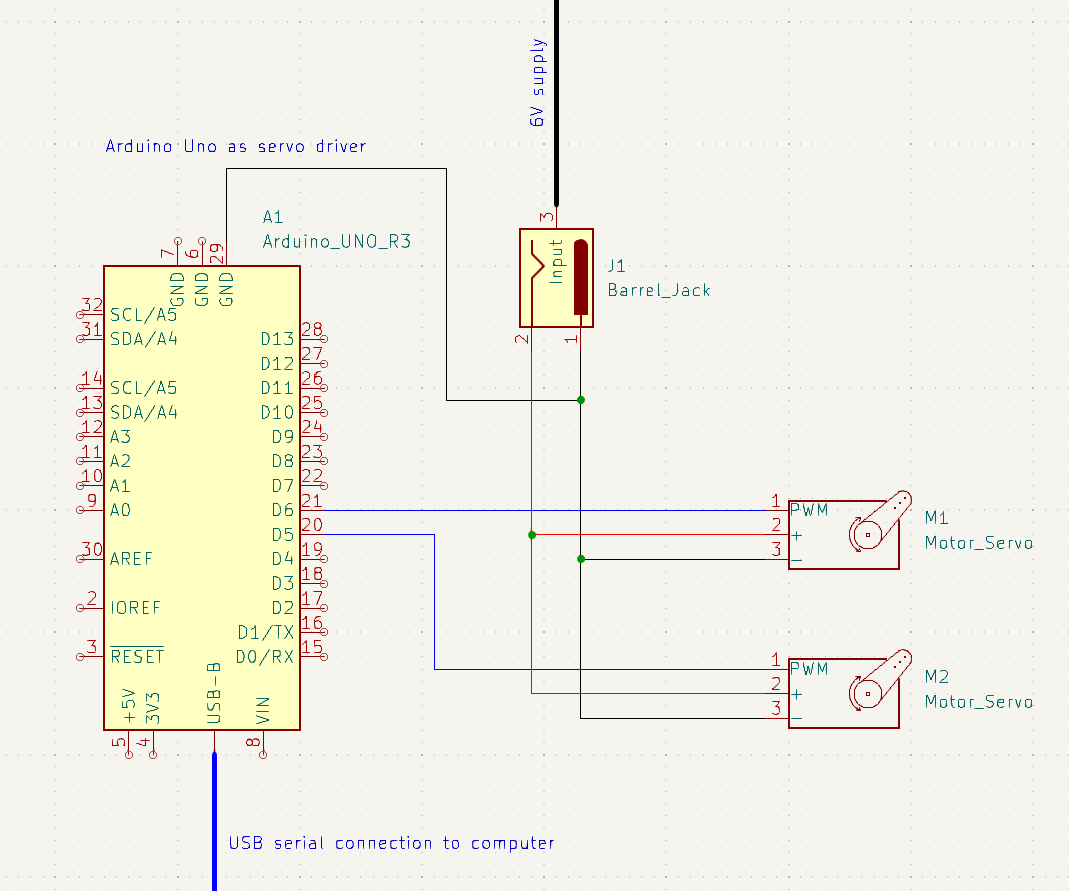 6V supply
Arduino Uno as servo driver
A1
Arduino_UNO_R3
3
Input
J1
Barrel_Jack
2
1
7
6
29
GND
GND
GND
32
SCL/A5
31
SDA/A4
14
SCL/A5
13
SDA/A4
12
A3
11
A2
10
A1
9
A0
30
AREF
2
IOREF
3
RESET
D13
28
D12
27
D11
26
D10
25
D9
24
D8
23
D7
22
D6
21
D5
20
D4
19
D3
18
D2
17
D1/TX
16
D0/RX
15
+5V
3V3
USB-B
VIN
5
4
8
1
PWM
2
+
3
-
M1
Motor_Servo
1
PWM
2
+
3
-
M2
Motor_Servo
USB serial connection to computer